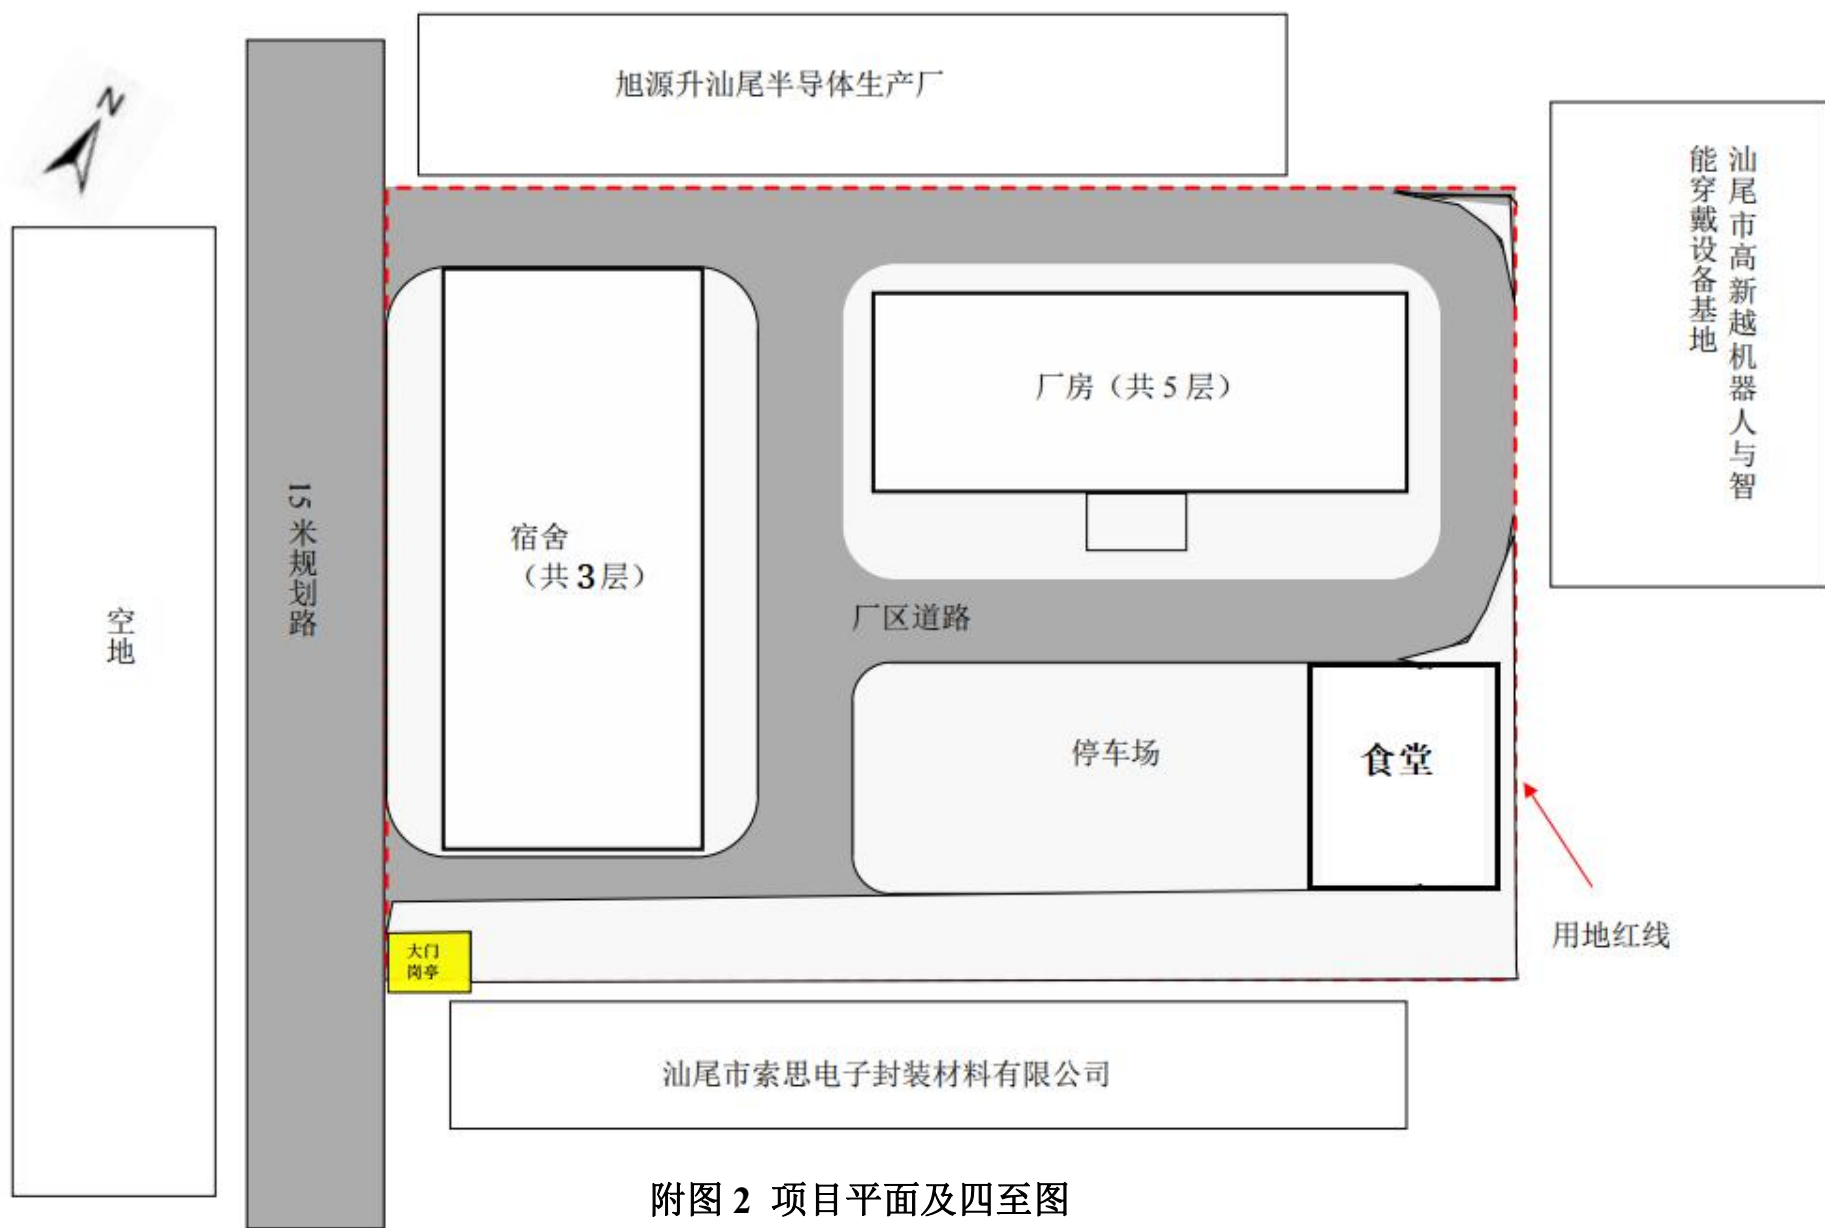 N
旭源升汕尾半导体生产厂
汕尾市高新越机器人与智
能穿戴设备基地
厂房（共 5 层）
15 米规划路
宿舍
（共 3 层）
空地
厂区道路
停车场
食堂
用地红线
大门
岗亭
汕尾市索思电子封装材料有限公司
附图 2 项目平面及四至图